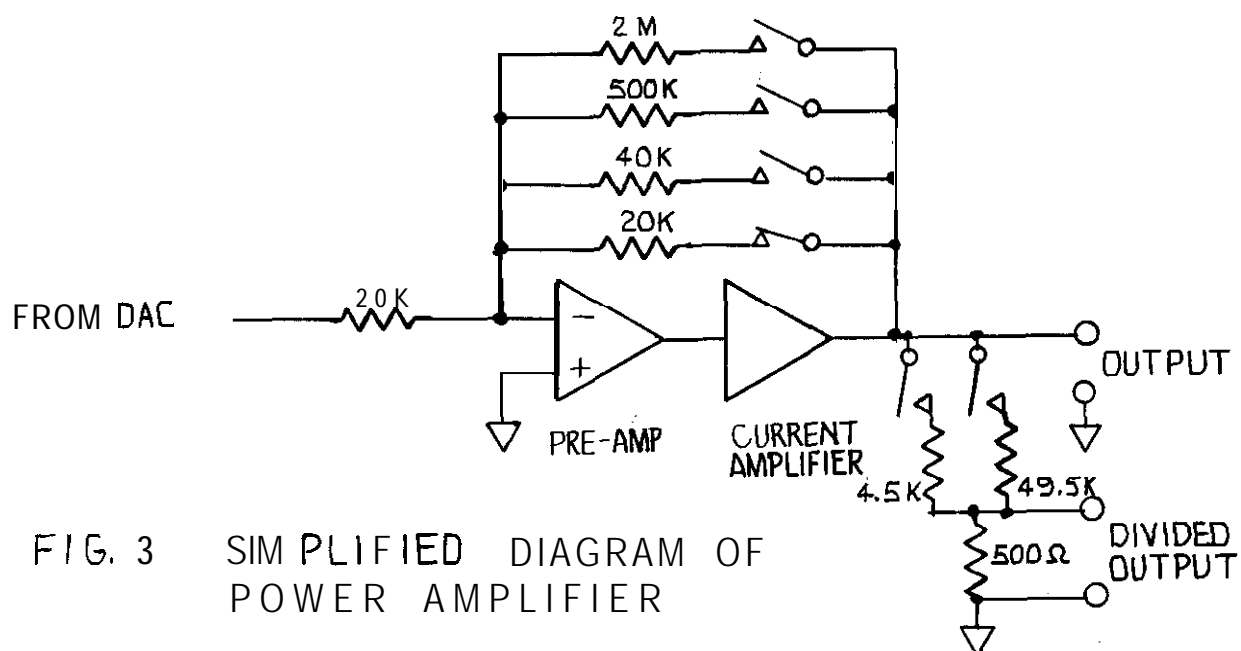 2 M
500K
40K
20K
20K
FROM DAC
−
+
OUTPUT
PRE-AMP
CURRENT
AMPLIFIER
4.5K
49.5K
DIVIDED
OUTPUT
500Ω
FIG. 3 SIMPLIFIED DIAGRAM OF
POWER AMPLIFIER